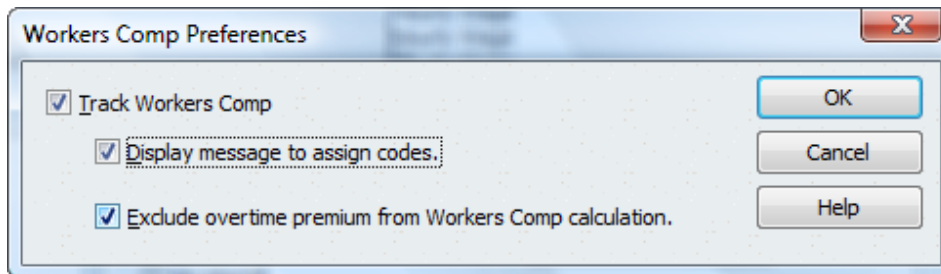 Workers Comp Preferences
Track Workers Comp
OK
Display message to assign codes.
Cancel
Exclude overtime premium from Workers Comp calculation.
Help